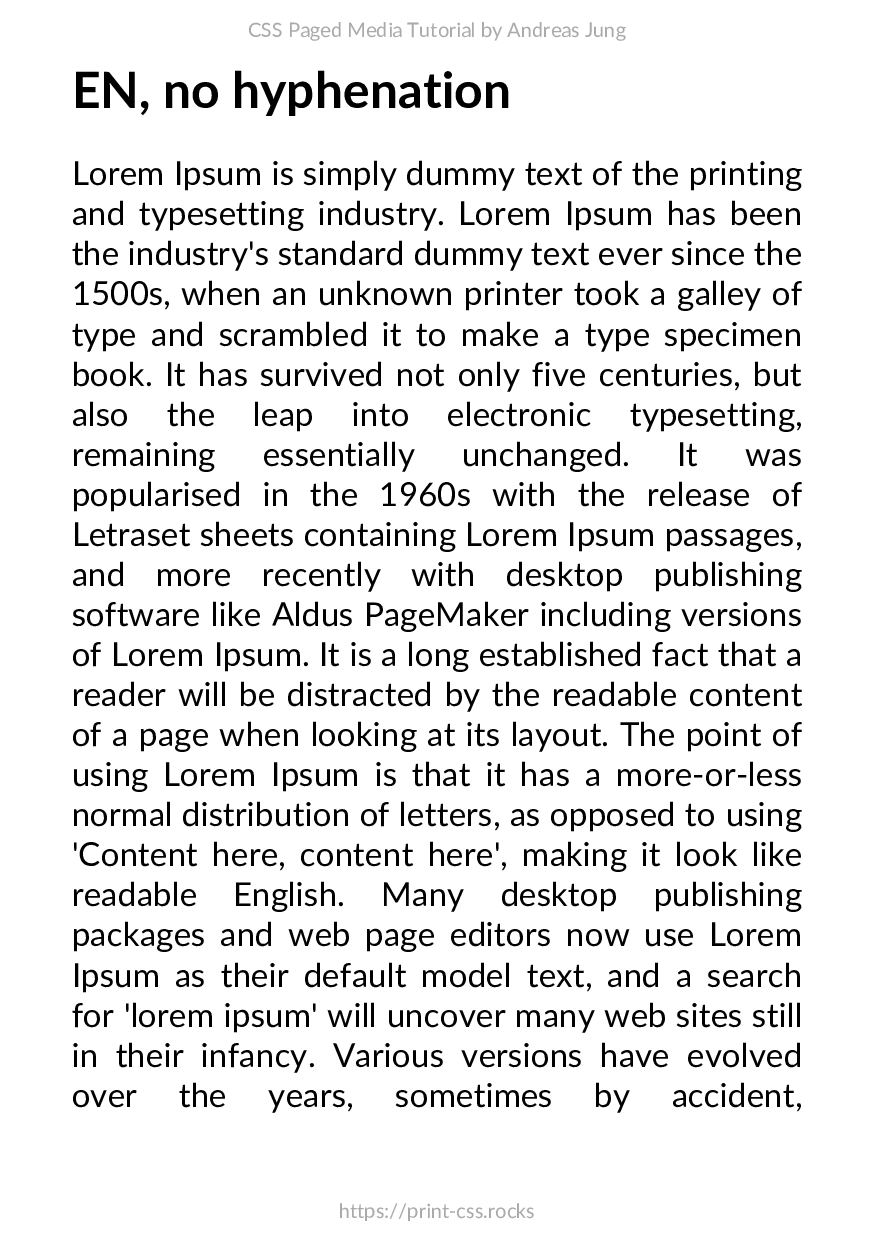 CSS Paged Media Tutorial by Andreas Jung
EN, no hyphenation
Lorem Ipsum is simply dummy text of the printing
and typesetting industry. Lorem Ipsum has been
the industry's standard dummy text ever since the
1500s, when an unknown printer took a galley of
type and scrambled it to make a type specimen
book. It has survived not only five centuries, but
also the leap into electronic typesetting,
remaining essentially unchanged. It was
popularised in the 1960s with the release of
Letraset sheets containing Lorem Ipsum passages,
and more recently with desktop publishing
software like Aldus PageMaker including versions
of Lorem Ipsum. It is a long established fact that a
reader will be distracted by the readable content
of a page when looking at its layout. The point of
using Lorem Ipsum is that it has a more-or-less
normal distribution of letters, as opposed to using
'Content here, content here', making it look like
readable English. Many desktop publishing
packages and web page editors now use Lorem
Ipsum as their default model text, and a search
for 'lorem ipsum' will uncover many web sites still
in their infancy. Various versions have evolved
over the years, sometimes by accident,
https://print-css.rocks